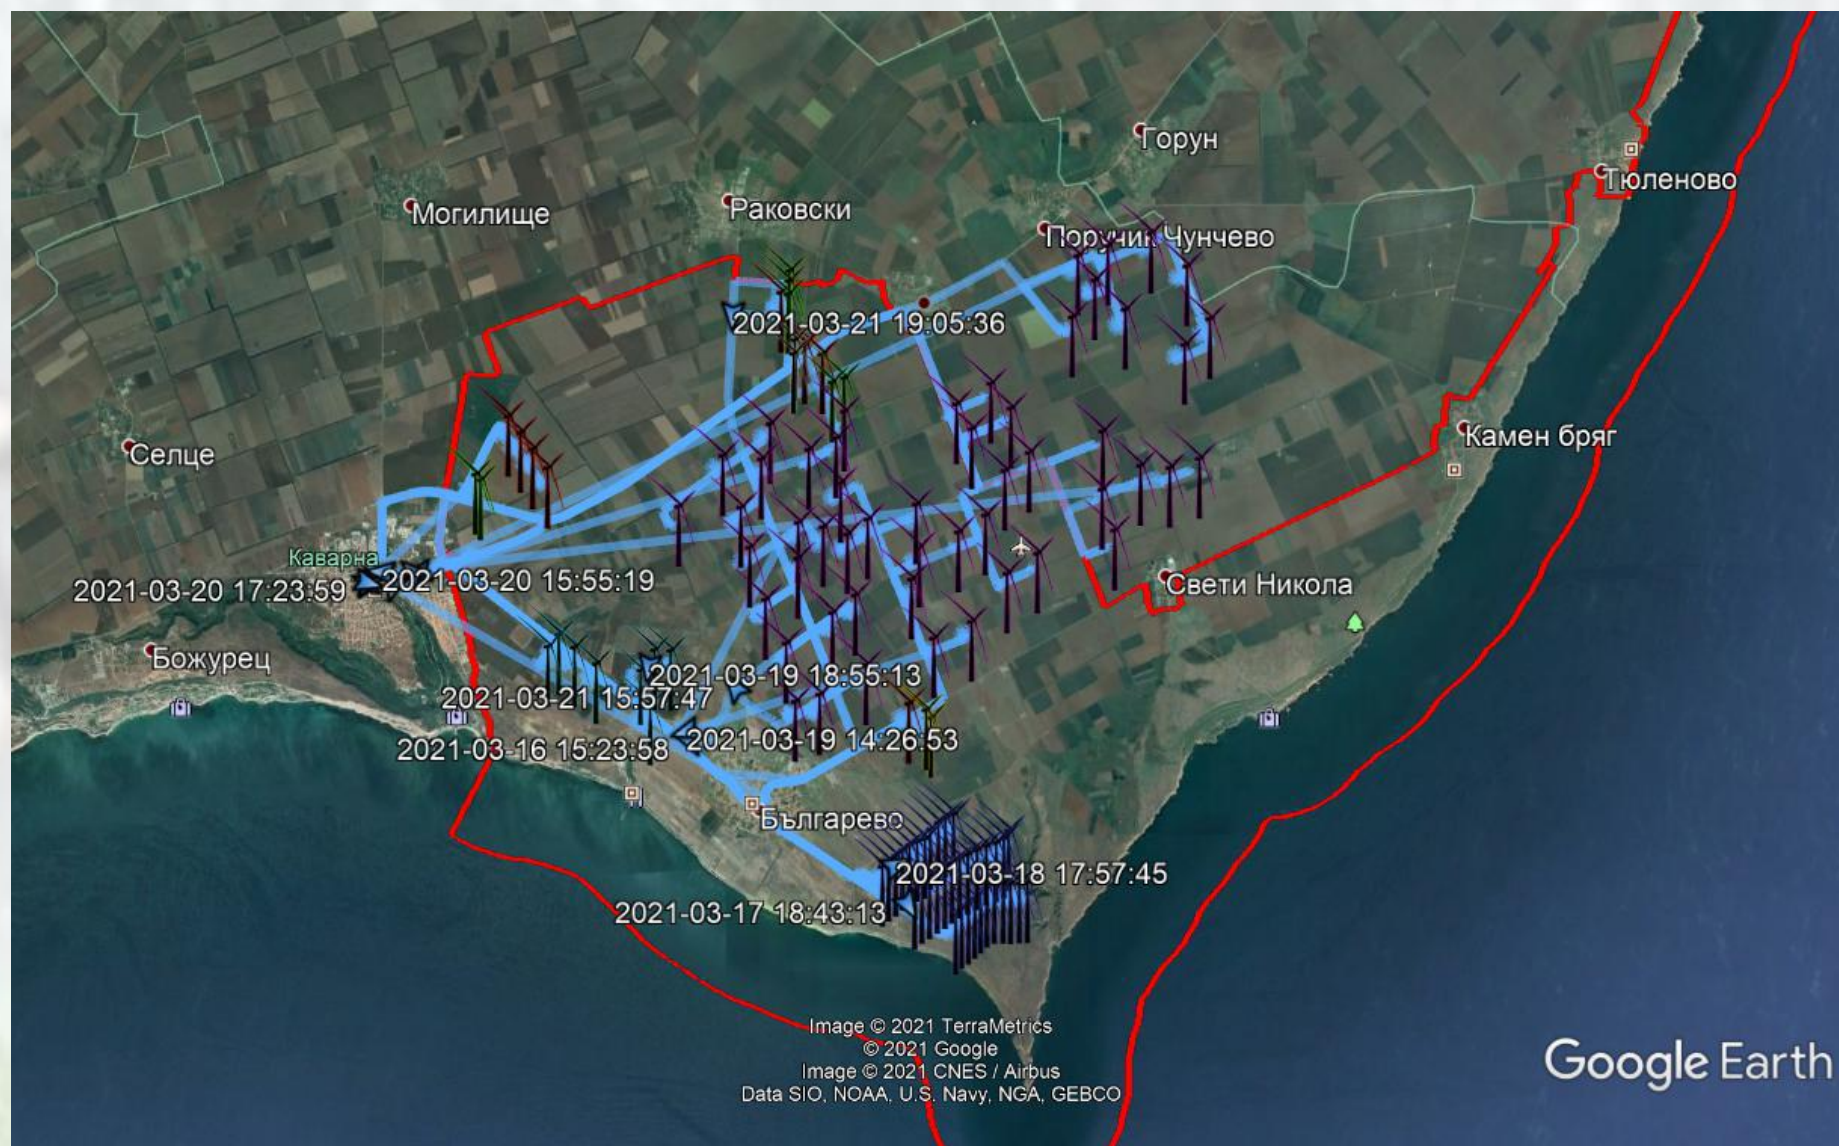 Горун
Тюленово
Могилище
Раковски
Поручик Чунчево
2021-03-21 19:05:36
Камен бряг
Селце
Каварна
2021-03-20 17:23:59
2021-03-20 15:55:19
Свети Никола
Божурец
2021-03-19 18:55:13
2021-03-21 15:57:47
2021-03-19 14:26:53
2021-03-16 15:23:58
Българево
2021-03-18 17:57:45
2021-03-17 18:43:13
Image © 2021 TerraMetrics
© 2021 Google
Image © 2021 CNES / Airbus
Data SIO, NOAA, U.S. Navy, NGA, GEBCO
Google Earth